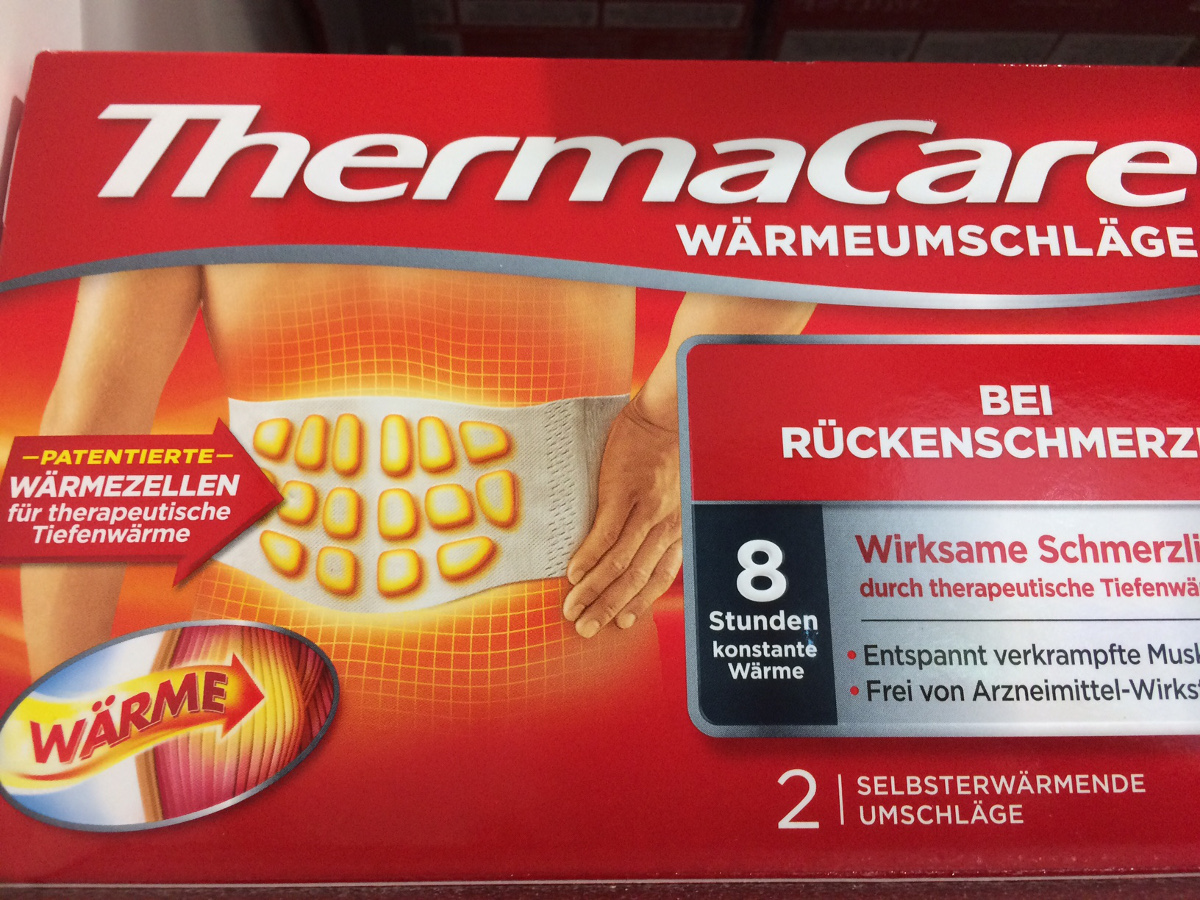 ThermaCare
WÄRMEUMSCHLÄGE
BEI
RÜCKENSCHMERZ
–PATENTIERTE–
WÄRMEZELLEN
für therapeutische
Tiefenwärme
8
Stunden
konstante
Wärme
Wirksame Schmerzli
durch therapeutische Tiefenwä
• Entspannt verkrampfte Musk
• Frei von Arzneimittel-Wirkst
WÄRME
2 SELBSTERWÄRMENDE
UMSCHLÄGE